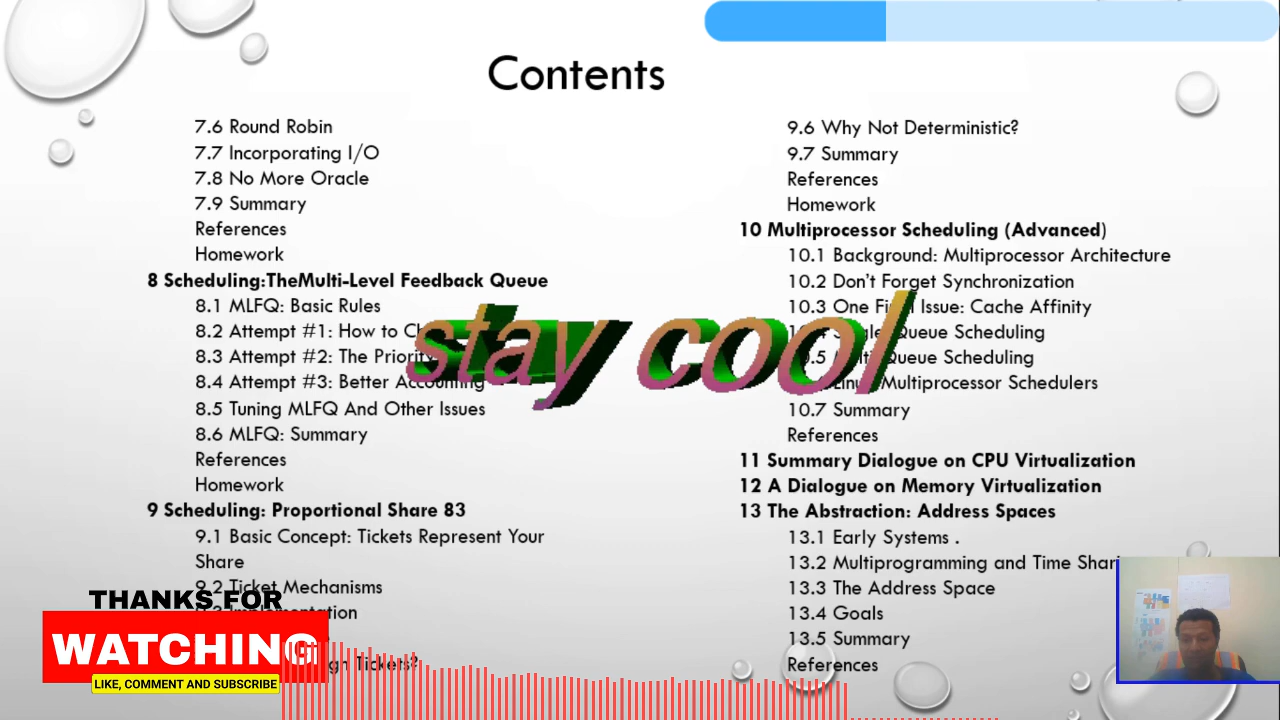 Contents
7.6 Round Robin
7.7 Incorporating I/O
7.8 No More Oracle
7.9 Summary
References
Homework
8 Scheduling:TheMulti-Level Feedback Queue
8.1 MLFQ: Basic Rules
8.2 Attempt #1: How to
8.3 Attempt #2: The Priority
8.4 Attempt #3: Better Accounting
8.5 Tuning MLFQ And Other Issues
8.6 MLFQ: Summary
References
Homework
9 Scheduling: Proportional Share 83
9.1 Basic Concept: Tickets Represent Your
Share
9.2 Ticket Mechanisms
9.3 Implementation
Tickets?
9.6 Why Not Deterministic?
9.7 Summary
References
Homework
10 Multiprocessor Scheduling (Advanced)
10.1 Background: Multiprocessor Architecture
10.2 Don't Forget Synchronization
10.3 One Final Issue: Cache Affinity
Queue Scheduling
Queue Scheduling
Multiprocessor Schedulers
10.7 Summary
References
11 Summary Dialogue on CPU Virtualization
12 A Dialogue on Memory Virtualization
13 The Abstraction: Address Spaces
13.1 Early Systems .
13.2 Multiprogramming and Time
13.3 The Address Space
13.4 Goals
13.5 Summary
References
stay cool
THANKS FOR
WATCHING
LIKE, COMMENT AND SUBSCRIBE